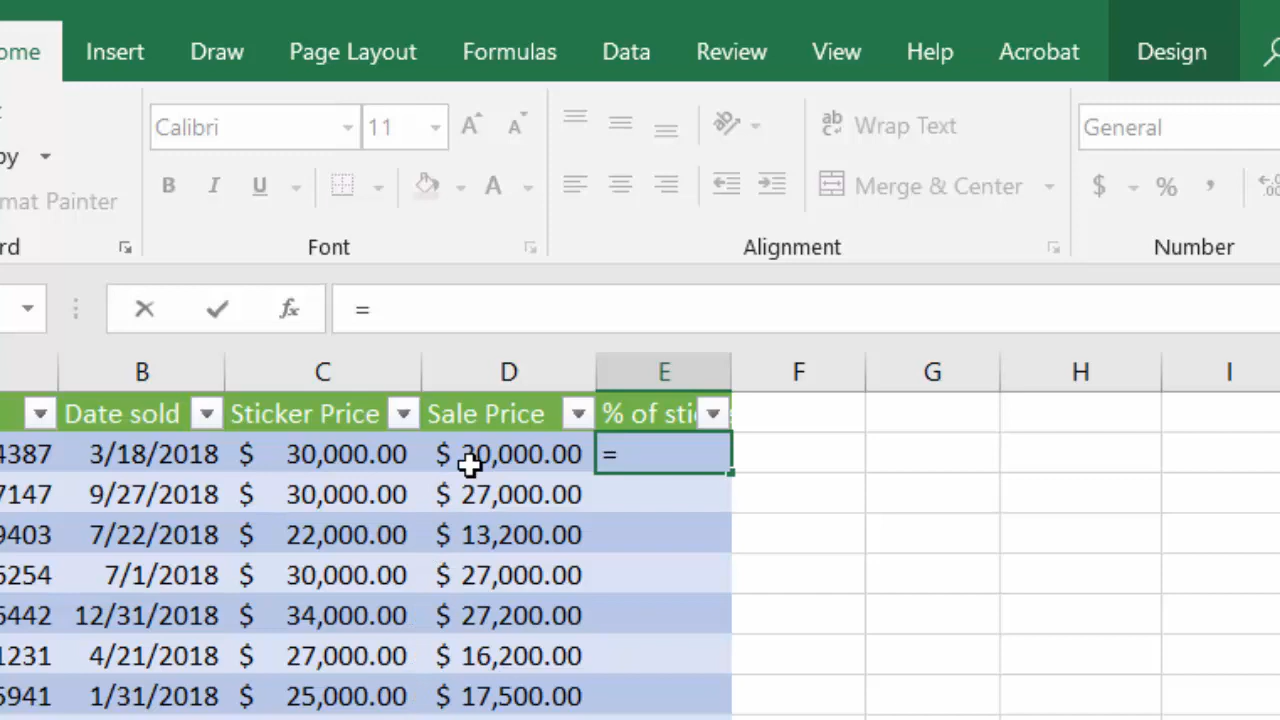 ome Insert Draw Page Layout Formulas Data Review View Help Acrobat Design
Calibri 11 Wrap Text General
py
B I U A Merge & Center $ % ,
mat Painter
rd Font Alignment Number
fx =
B C D E F G H I
Date sold Sticker Price Sale Price % of sti
4387 3/18/2018 $ 30,000.00 $ 30,000.00 =
7147 9/27/2018 $ 30,000.00 $ 27,000.00
9403 7/22/2018 $ 22,000.00 $ 13,200.00
5254 7/1/2018 $ 30,000.00 $ 27,000.00
5442 12/31/2018 $ 34,000.00 $ 27,200.00
1231 4/21/2018 $ 27,000.00 $ 16,200.00
5941 1/31/2018 $ 25,000.00 $ 17,500.00